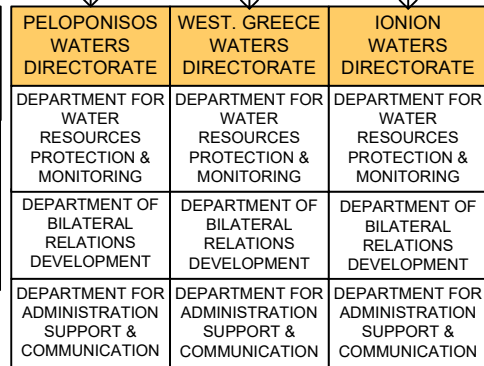 PELOPONISOS
WATERS
DIRECTORATE
WEST. GREECE
WATERS
DIRECTORATE
IONION
WATERS
DIRECTORATE
DEPARTMENT FOR
WATER
RESOURCES
PROTECTION &
MONITORING
DEPARTMENT FOR
WATER
RESOURCES
PROTECTION &
MONITORING
DEPARTMENT FOR
WATER
RESOURCES
PROTECTION &
MONITORING
DEPARTMENT OF
BILATERAL
RELATIONS
DEVELOPMENT
DEPARTMENT OF
BILATERAL
RELATIONS
DEVELOPMENT
DEPARTMENT OF
BILATERAL
RELATIONS
DEVELOPMENT
DEPARTMENT FOR
ADMINISTRATION
SUPPORT &
COMMUNICATION
DEPARTMENT FOR
ADMINISTRATION
SUPPORT &
COMMUNICATION
DEPARTMENT FOR
ADMINISTRATION
SUPPORT &
COMMUNICATION